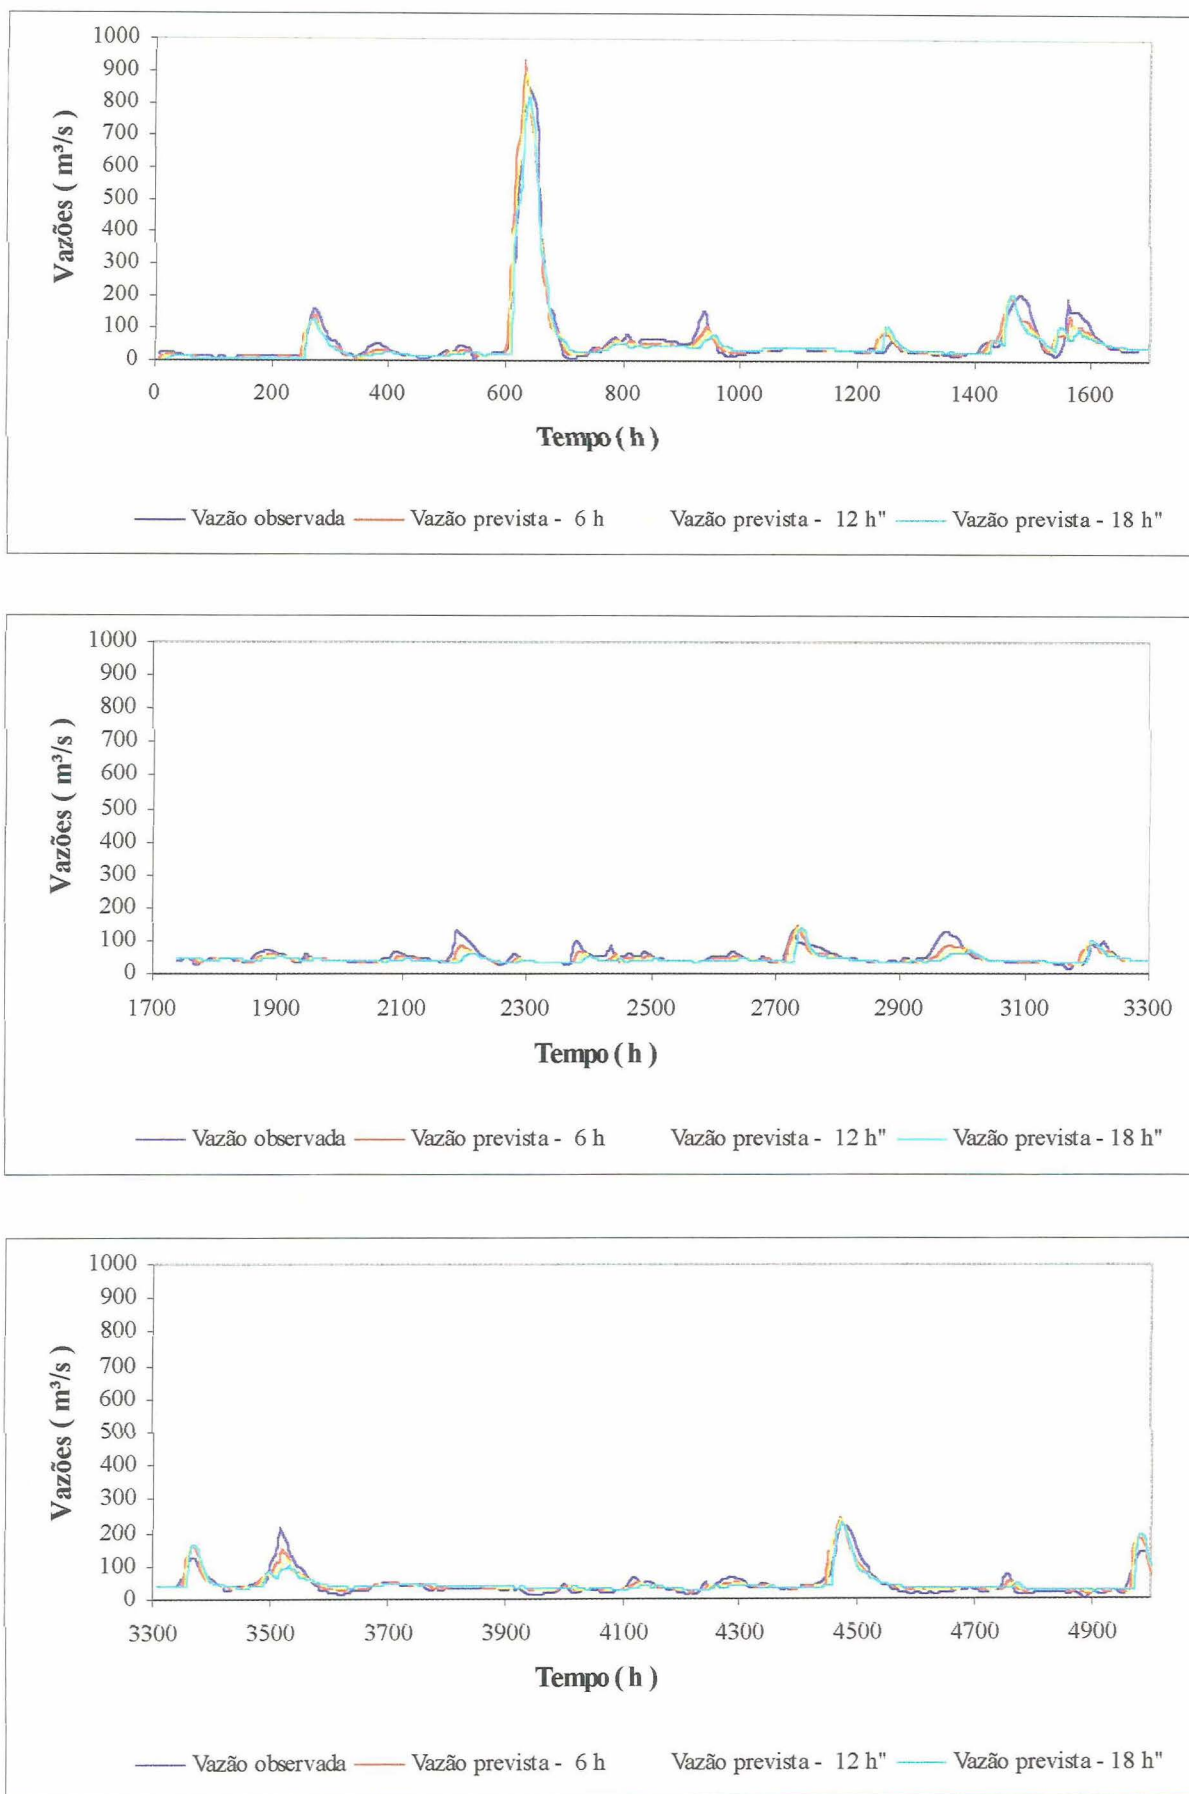 1000
900
800
700
600
500
400
300
200
100
0
Vazões ( m³/s )
0 200 400 600 800 1000 1200 1400 1600
Tempo ( h )
Vazão observada Vazão prevista - 6 h Vazão prevista - 12 h" Vazão prevista - 18 h"
1000
900
800
700
600
500
400
300
200
100
0
Vazões ( m³/s )
1700 1900 2100 2300 2500 2700 2900 3100 3300
Tempo ( h )
Vazão observada Vazão prevista - 6 h Vazão prevista - 12 h" Vazão prevista - 18 h"
1000
900
800
700
600
500
400
300
200
100
0
Vazões ( m³/s )
3300 3500 3700 3900 4100 4300 4500 4700 4900
Tempo ( h )
Vazão observada Vazão prevista - 6 h Vazão prevista - 12 h" Vazão prevista - 18 h"